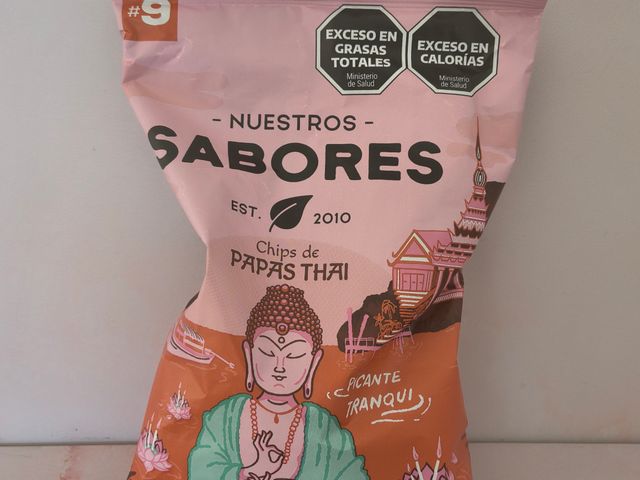 #9
EXCESO EN
GRASAS
TOTALES
Ministerio
de Salud
EXCESO EN
CALORÍAS
Ministerio
de Salud
- NUESTROS -
SABORES
EST. 2010
Chips de
PAPAS THAI
PICANTE
TRANQUI